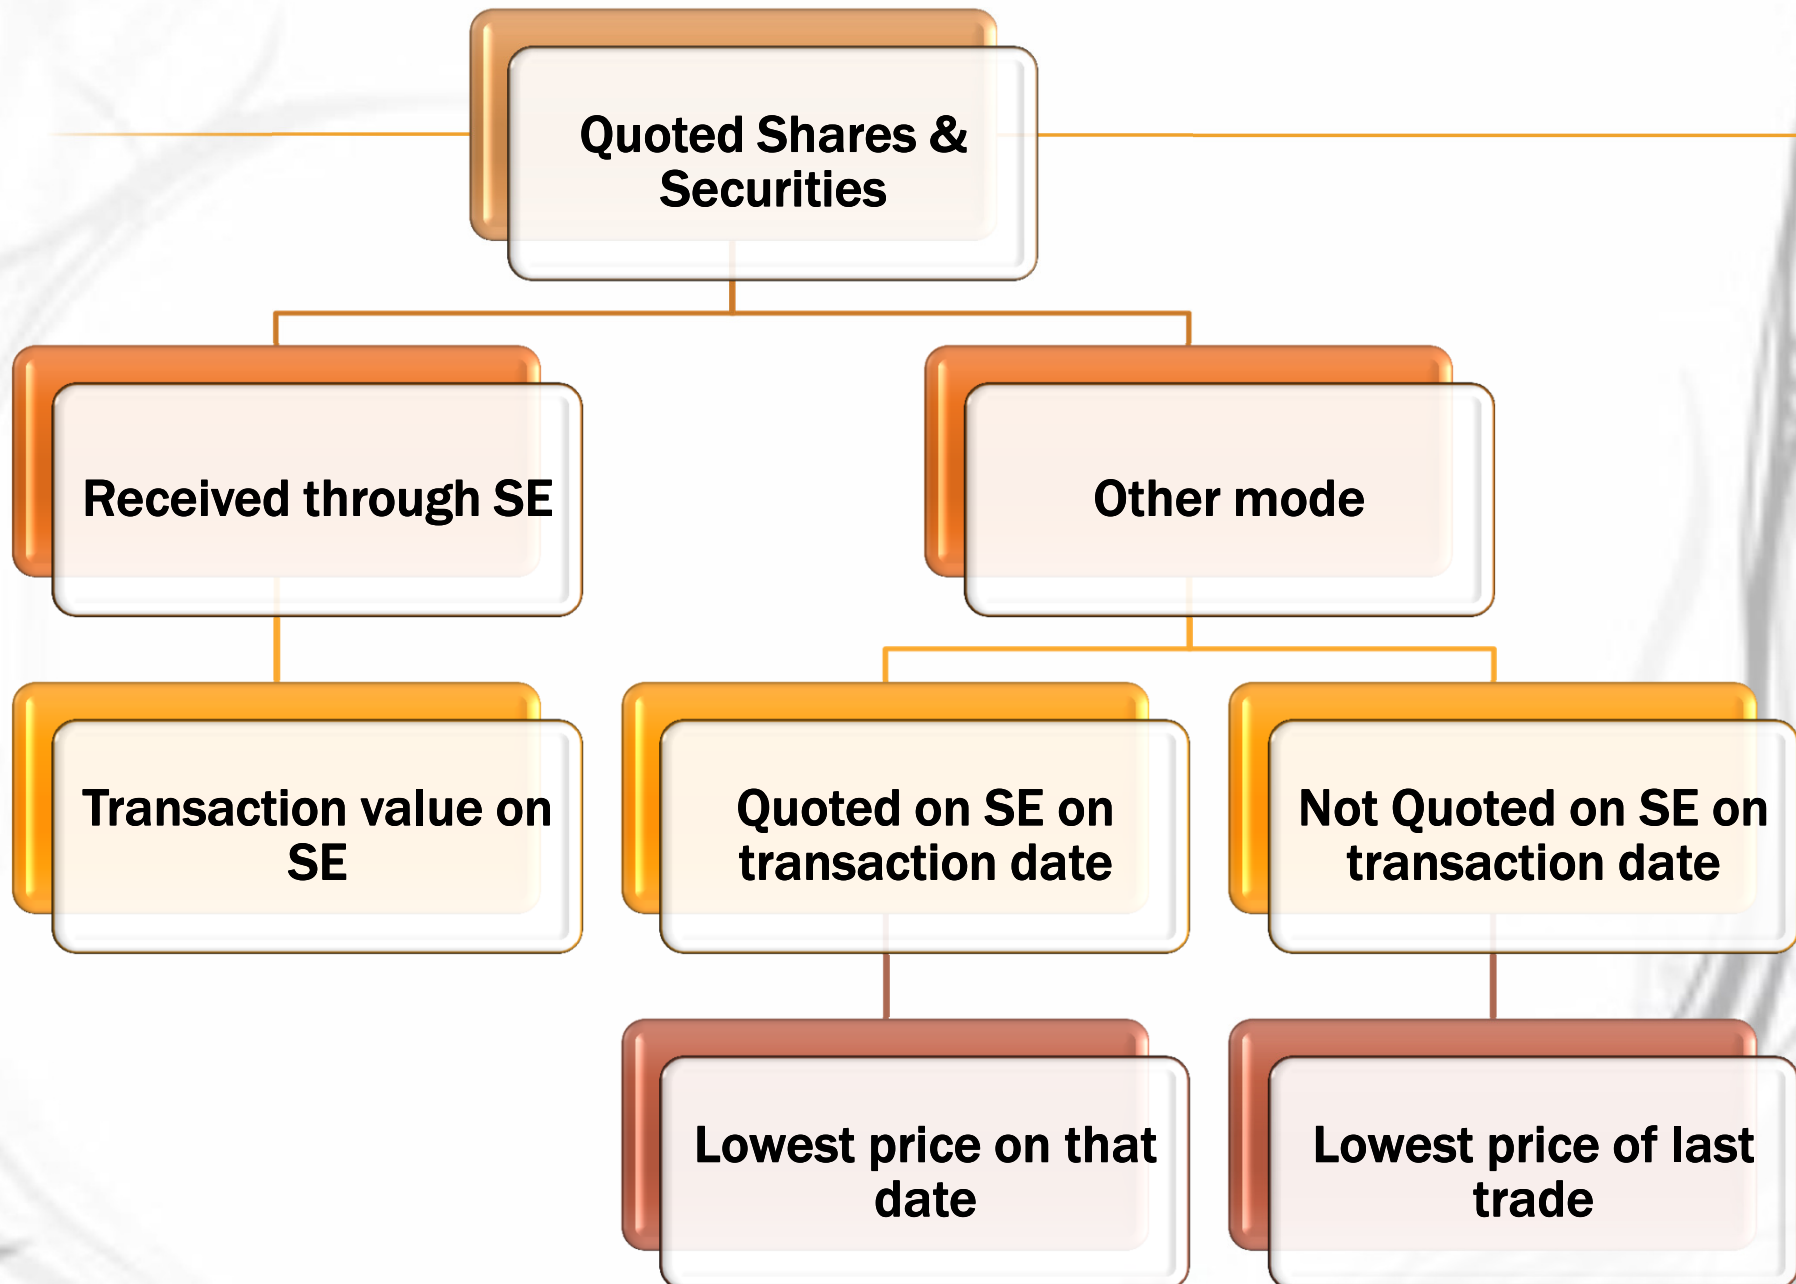 Quoted Shares &
Securities
Received through SE
Other mode
Transaction value on
SE
Quoted on SE on
transaction date
Not Quoted on SE on
transaction date
Lowest price on that
date
Lowest price of last
trade